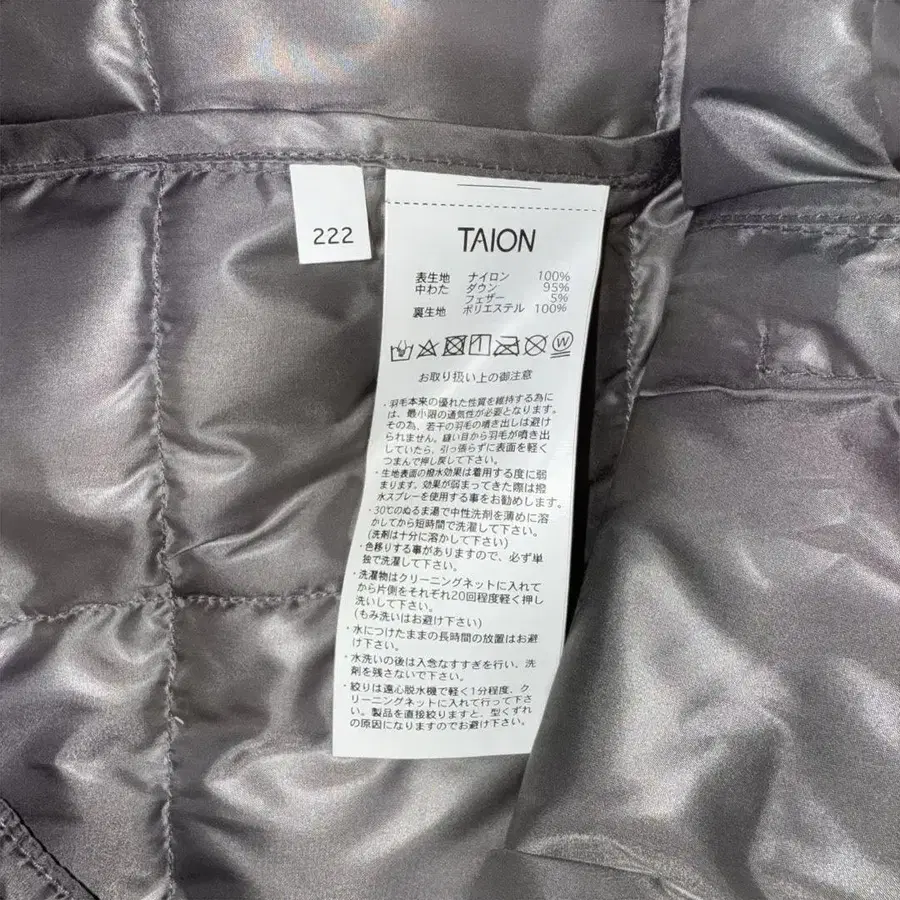 222
TAION
表生地 ナイロン 100%
中わた ダウン 95%
フェザー 5%
裏生地 ポリエステル 100%
W
お取り扱い上の御注意
・羽毛本来の優れた性質を維持する為に
は、最小限の通気性が必要となります。
その為、若干の羽毛の噴き出しは避け
られません。縫い目から羽毛が噴き出
していたら、引っ張らずに表面を軽く
つまんで押し戻して下さい。
・生地表面の撥水効果は着用する度に弱
まります。効果が弱まってきた際は撥
水スプレーを使用する事をお勧めします。
・30℃のぬるま湯で中性洗剤を薄めに溶
かしてから短時間で洗濯して下さい。
(洗剤は十分に溶かして下さい)
・色移りする事がありますので、必ず単
独で洗濯して下さい。
・洗濯物はクリーニングネットに入れて
から片側をそれぞれ20回程度軽く押し
洗いして下さい。
(もみ洗いはお避け下さい)
・水につけたままの長時間の放置はお避
け下さい。
・水洗いの後は入念なすすぎを行い、洗
剤を残さないで下さい。
・絞りは遠心脱水機で軽く1分程度、ク
リーニングネットに入れて行って下さ
い。製品を直接絞りますと、型くずれ
の原因になりますのでお避け下さい。